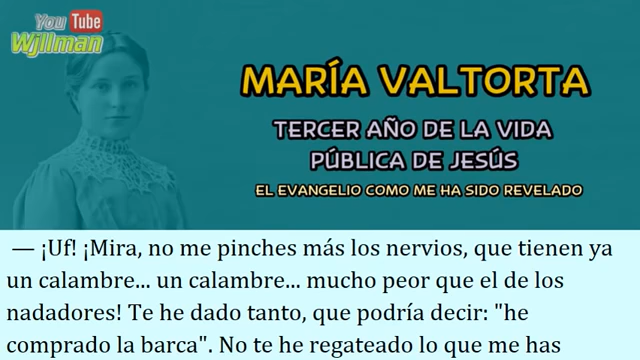 You Tube
Wjllman
MARÍA VALTORTA
TERCER AÑO DE LA VIDA
PÚBLICA DE JESÚS
EL EVANGELIO COMO ME HA SIDO REVELADO
— ¡Uf! ¡Mira, no me pinches más los nervios, que tienen ya
un calambre... un calambre... mucho peor que el de los
nadadores! Te he dado tanto, que podría decir: "he
comprado la barca". No te he regateado lo que me has